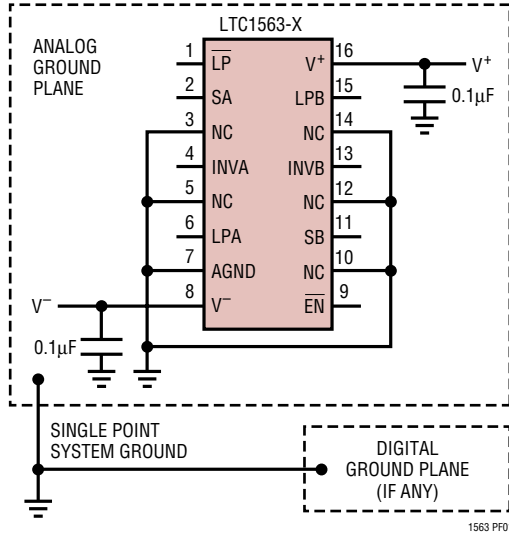 LTC1563-X
ANALOG
GROUND
PLANE
1 L̅P̅ V+ 16 V+
2 SA LPB 15
0.1μF
3 NC NC 14
4 INVA INVB 13
5 NC NC 12
6 LPA SB 11
7 AGND NC 10
V– 8 V– E̅N̅ 9
0.1μF
SINGLE POINT
SYSTEM GROUND
DIGITAL
GROUND PLANE
(IF ANY)
1563 PF0